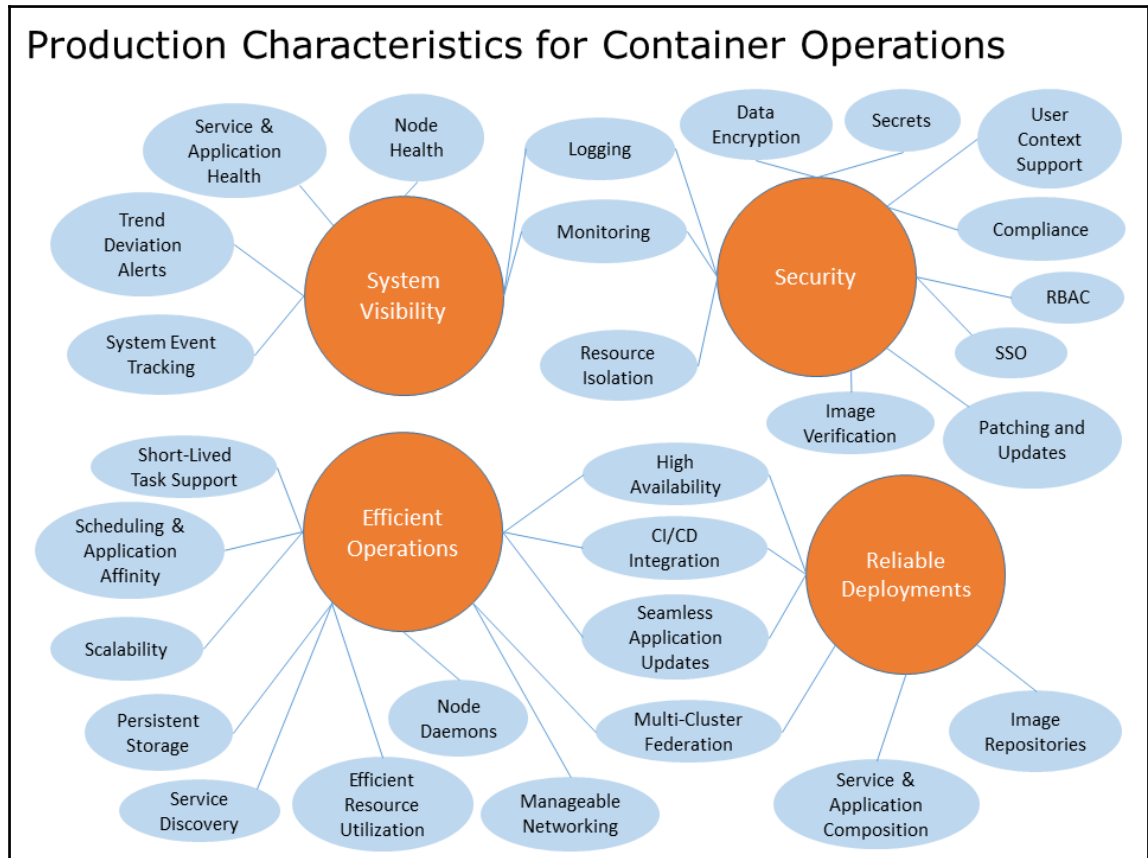 Production Characteristics for Container Operations
Service &
Application
Health
Node
Health
Logging
Data
Encryption
Secrets
User
Context
Support
Trend
Deviation
Alerts
Monitoring
Compliance
System
Visibility
Security
RBAC
System Event
Tracking
Resource
Isolation
SSO
Image
Verification
Patching and
Updates
Short-Lived
Task Support
High
Availability
Scheduling &
Application
Affinity
Efficient
Operations
CI/CD
Integration
Reliable
Deployments
Scalability
Seamless
Application
Updates
Persistent
Storage
Node
Daemons
Multi-Cluster
Federation
Image
Repositories
Service
Discovery
Efficient
Resource
Utilization
Manageable
Networking
Service &
Application
Composition